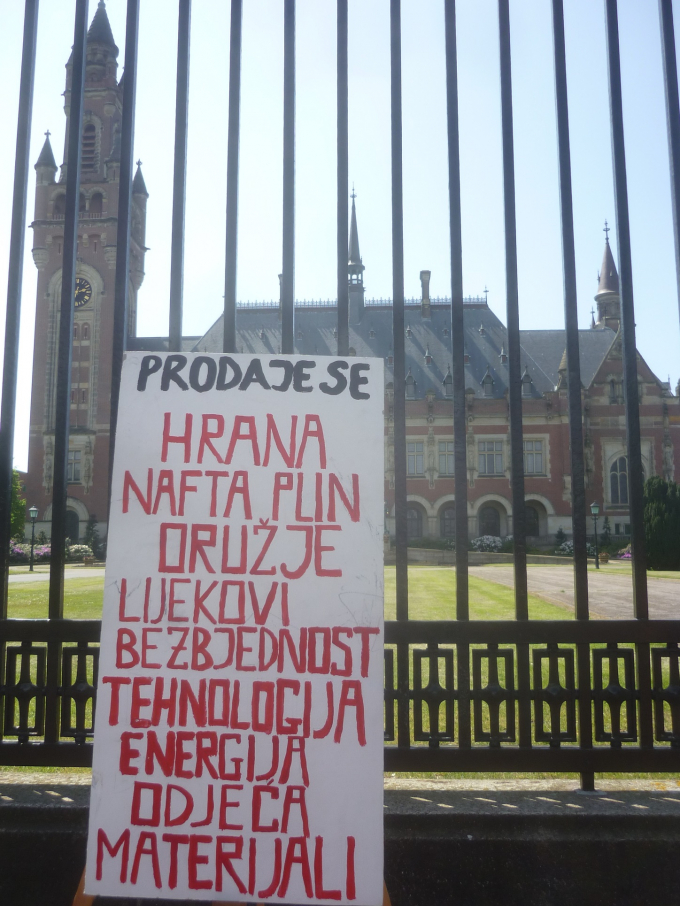 PRODAJE SE
HRANA
NAFTA PLIN
ORUŽJE
LIJEKOVI
BEZBJEDNOST
TEHNOLOGIJA
ENERGIJA
ODJEĆA
MATERIJALI